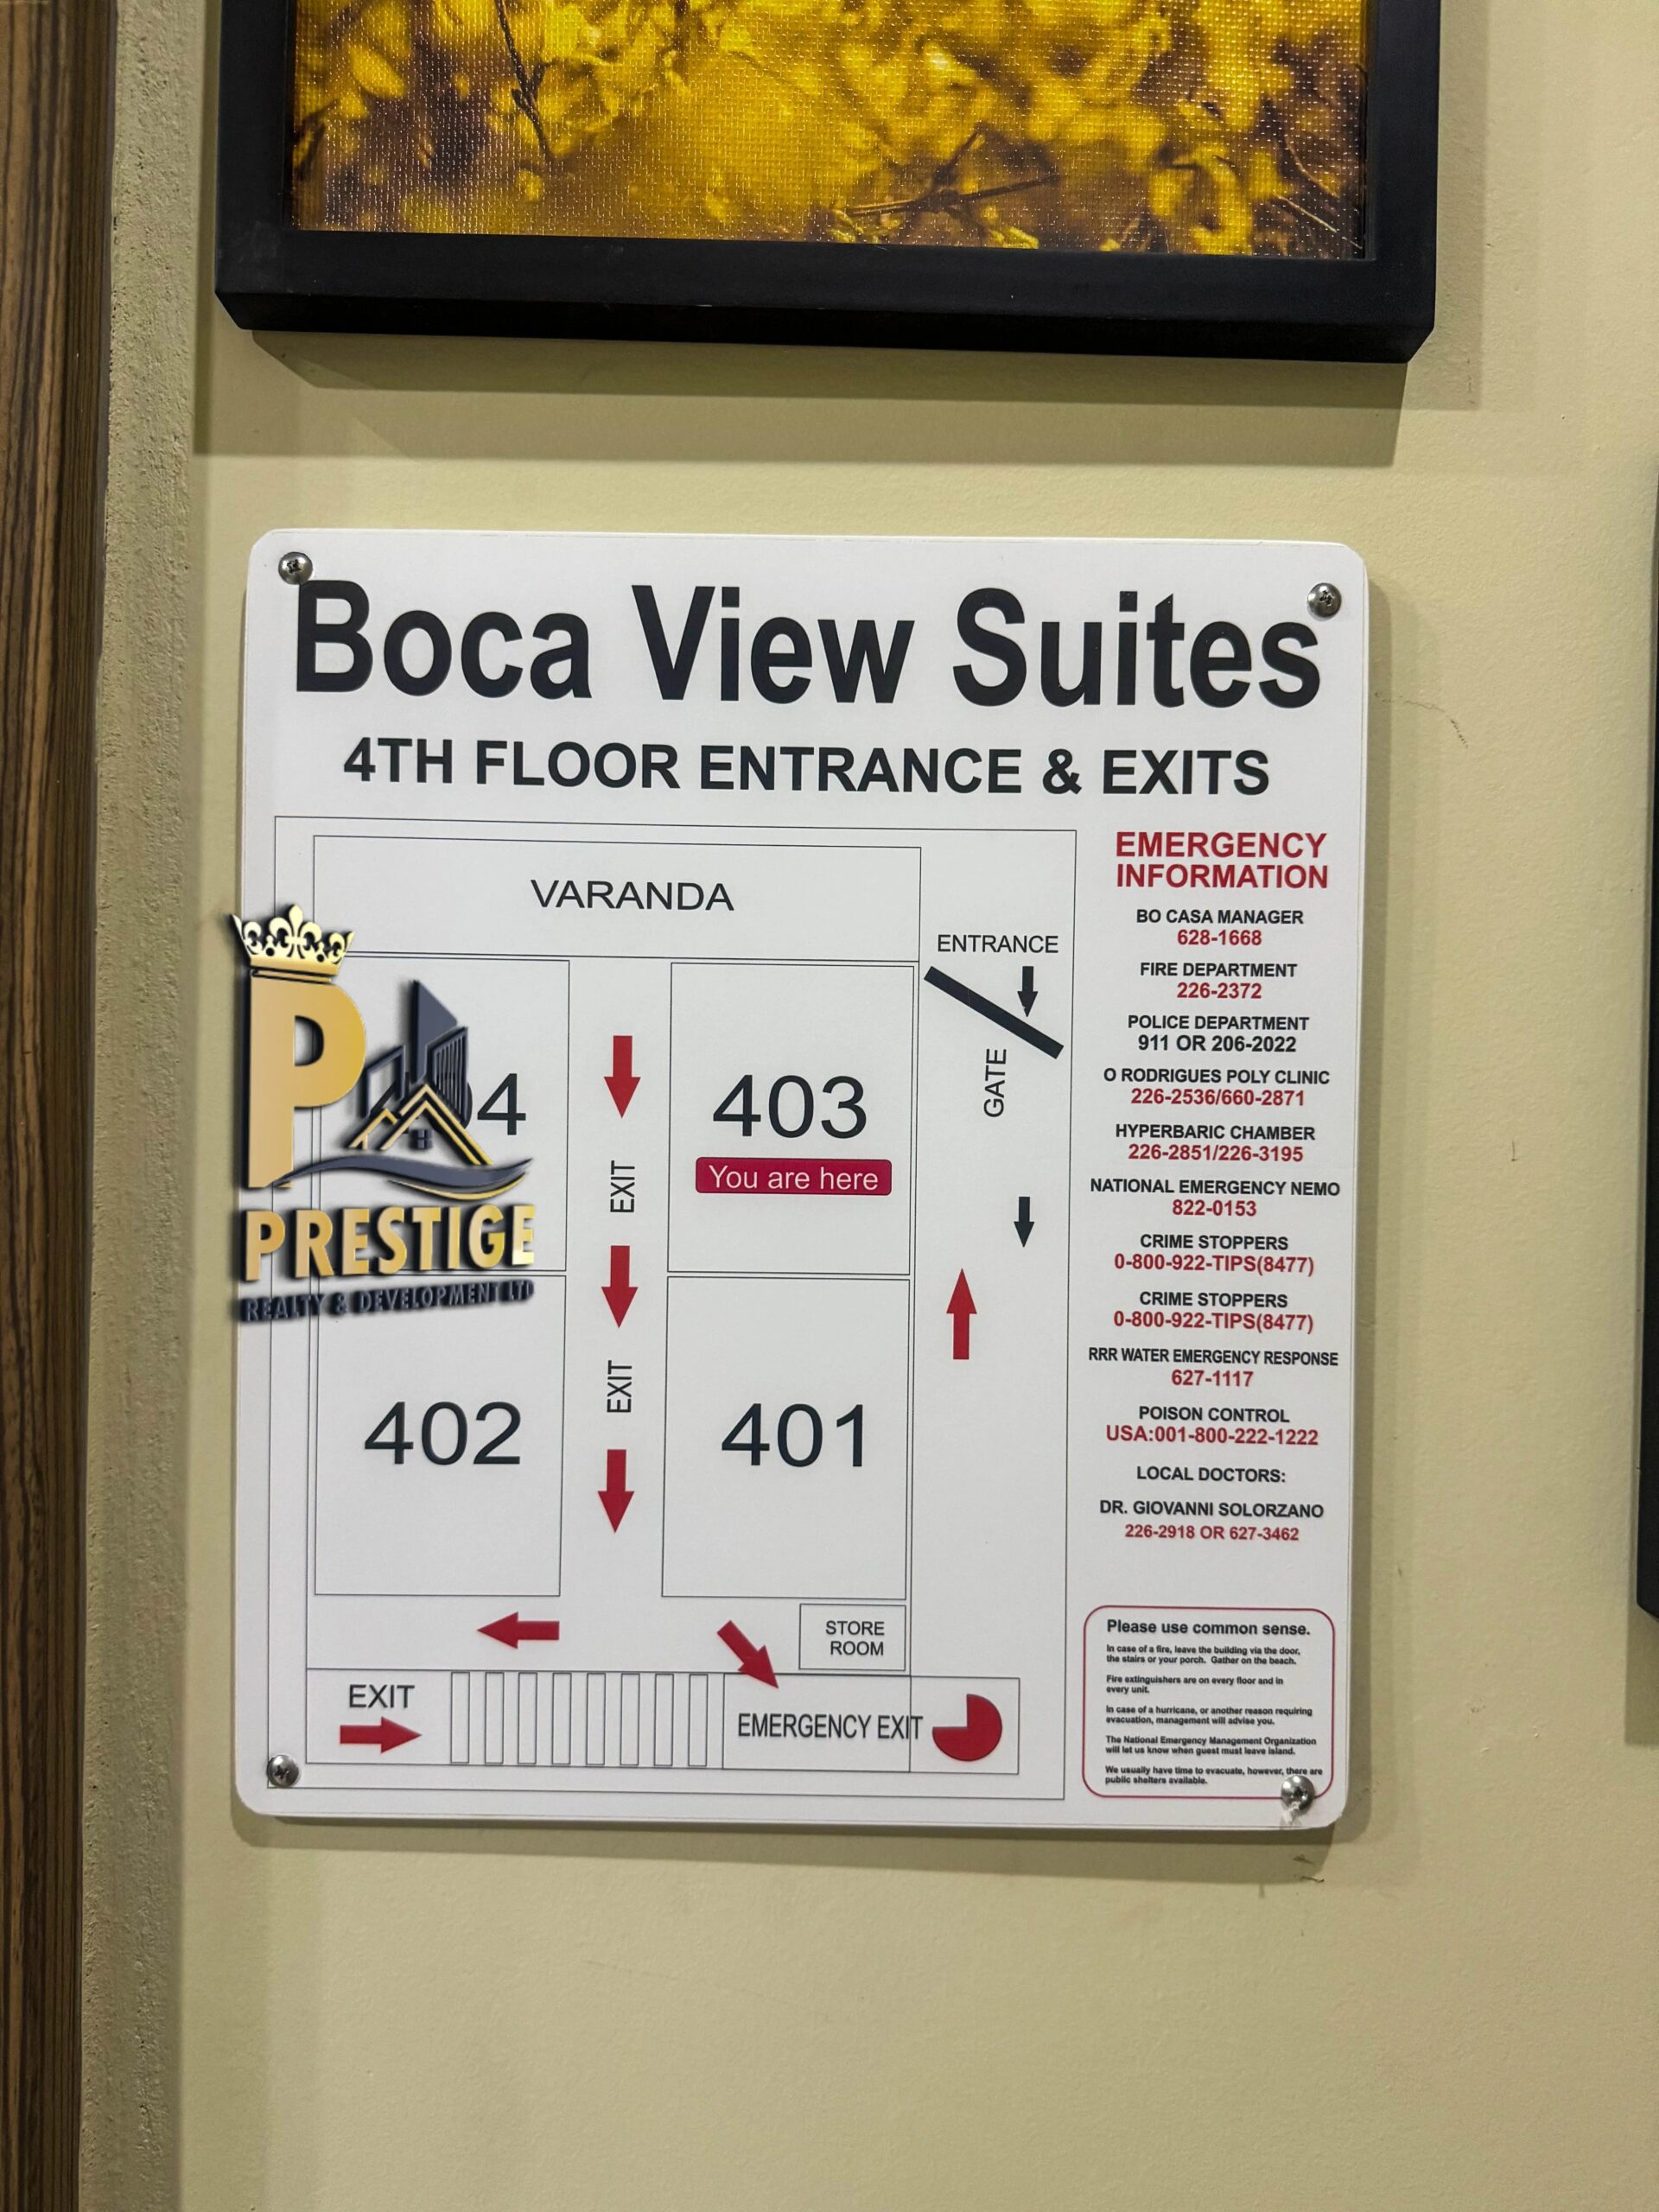 Boca View Suites
4TH FLOOR ENTRANCE & EXITS
VARANDA
ENTRANCE
GATE
4
EXIT
403
You are here
P
PRESTIGE
REALTY & DEVELOPMENT LTD
402
EXIT
401
STORE
ROOM
EXIT
EMERGENCY EXIT
EMERGENCY
INFORMATION
BO CASA MANAGER
628-1668
FIRE DEPARTMENT
226-2372
POLICE DEPARTMENT
911 OR 206-2022
O RODRIGUES POLY CLINIC
226-2536/660-2871
HYPERBARIC CHAMBER
226-2851/226-3195
NATIONAL EMERGENCY NEMO
822-0153
CRIME STOPPERS
0-800-922-TIPS(8477)
CRIME STOPPERS
0-800-922-TIPS(8477)
RRR WATER EMERGENCY RESPONSE
627-1117
POISON CONTROL
USA:001-800-222-1222
LOCAL DOCTORS:
DR. GIOVANNI SOLORZANO
226-2918 OR 627-3462
Please use common sense.
In case of a fire, leave the building via the door,
the stairs or your porch. Gather on the beach.
Fire extinguishers are on every floor and in
every unit.
In case of a hurricane, or another reason requiring
evacuation, management will advise you.
The National Emergency Management Organization
will let us know when guest must leave island.
We usually have time to evacuate, however, there are
public shelters available.